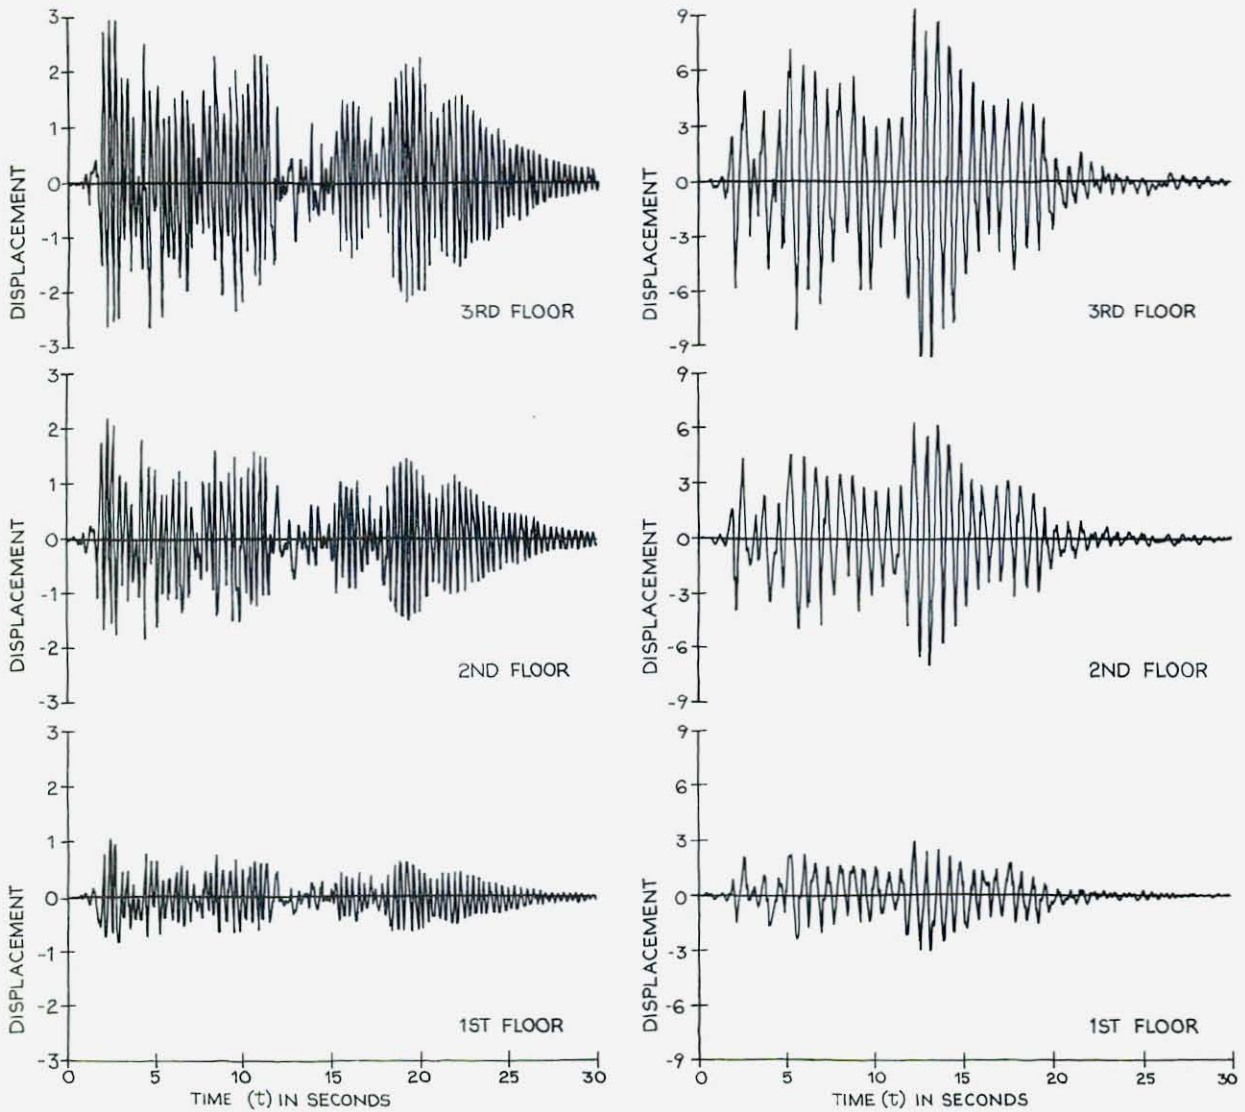 3
2
1
0
-1
-2
-3
DISPLACEMENT
3RD FLOOR
9
6
3
0
-3
-6
-9
DISPLACEMENT
3RD FLOOR
3
2
1
0
-1
-2
-3
DISPLACEMENT
2ND FLOOR
9
6
3
0
-3
-6
-9
DISPLACEMENT
2ND FLOOR
3
2
1
0
-1
-2
-3
DISPLACEMENT
1ST FLOOR
0 5 10 15 20 25 30
TIME (t) IN SECONDS
9
6
3
0
-3
-6
-9
DISPLACEMENT
1ST FLOOR
0 5 10 15 20 25 30
TIME (t) IN SECONDS